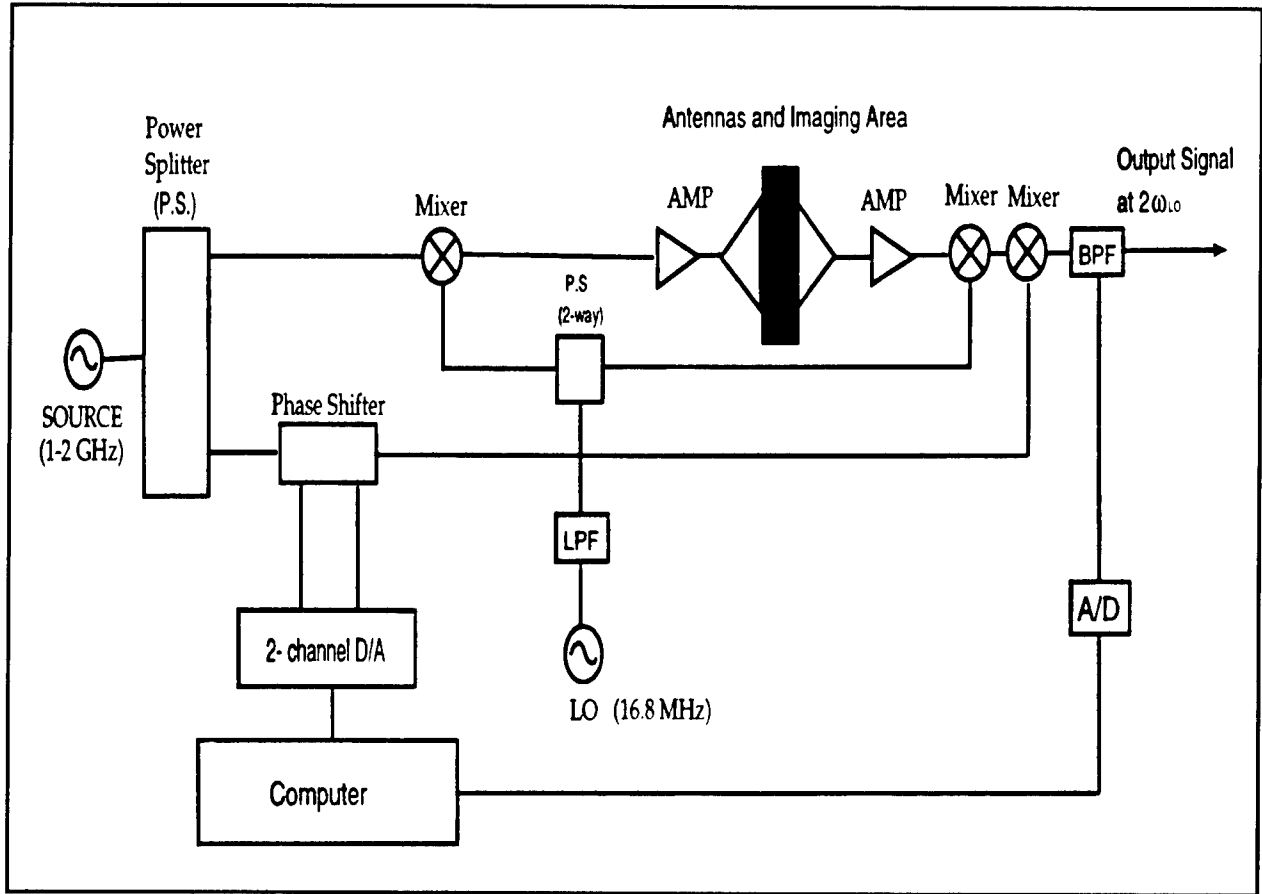 Antennas and Imaging Area
Power
Splitter
(P.S.)
Output Signal
at 2ωLO
Mixer
AMP
AMP
Mixer Mixer
P.S
(2-way)
BPF
SOURCE
(1-2 GHz)
Phase Shifter
LPF
A/D
2- channel D/A
LO (16.8 MHz)
Computer